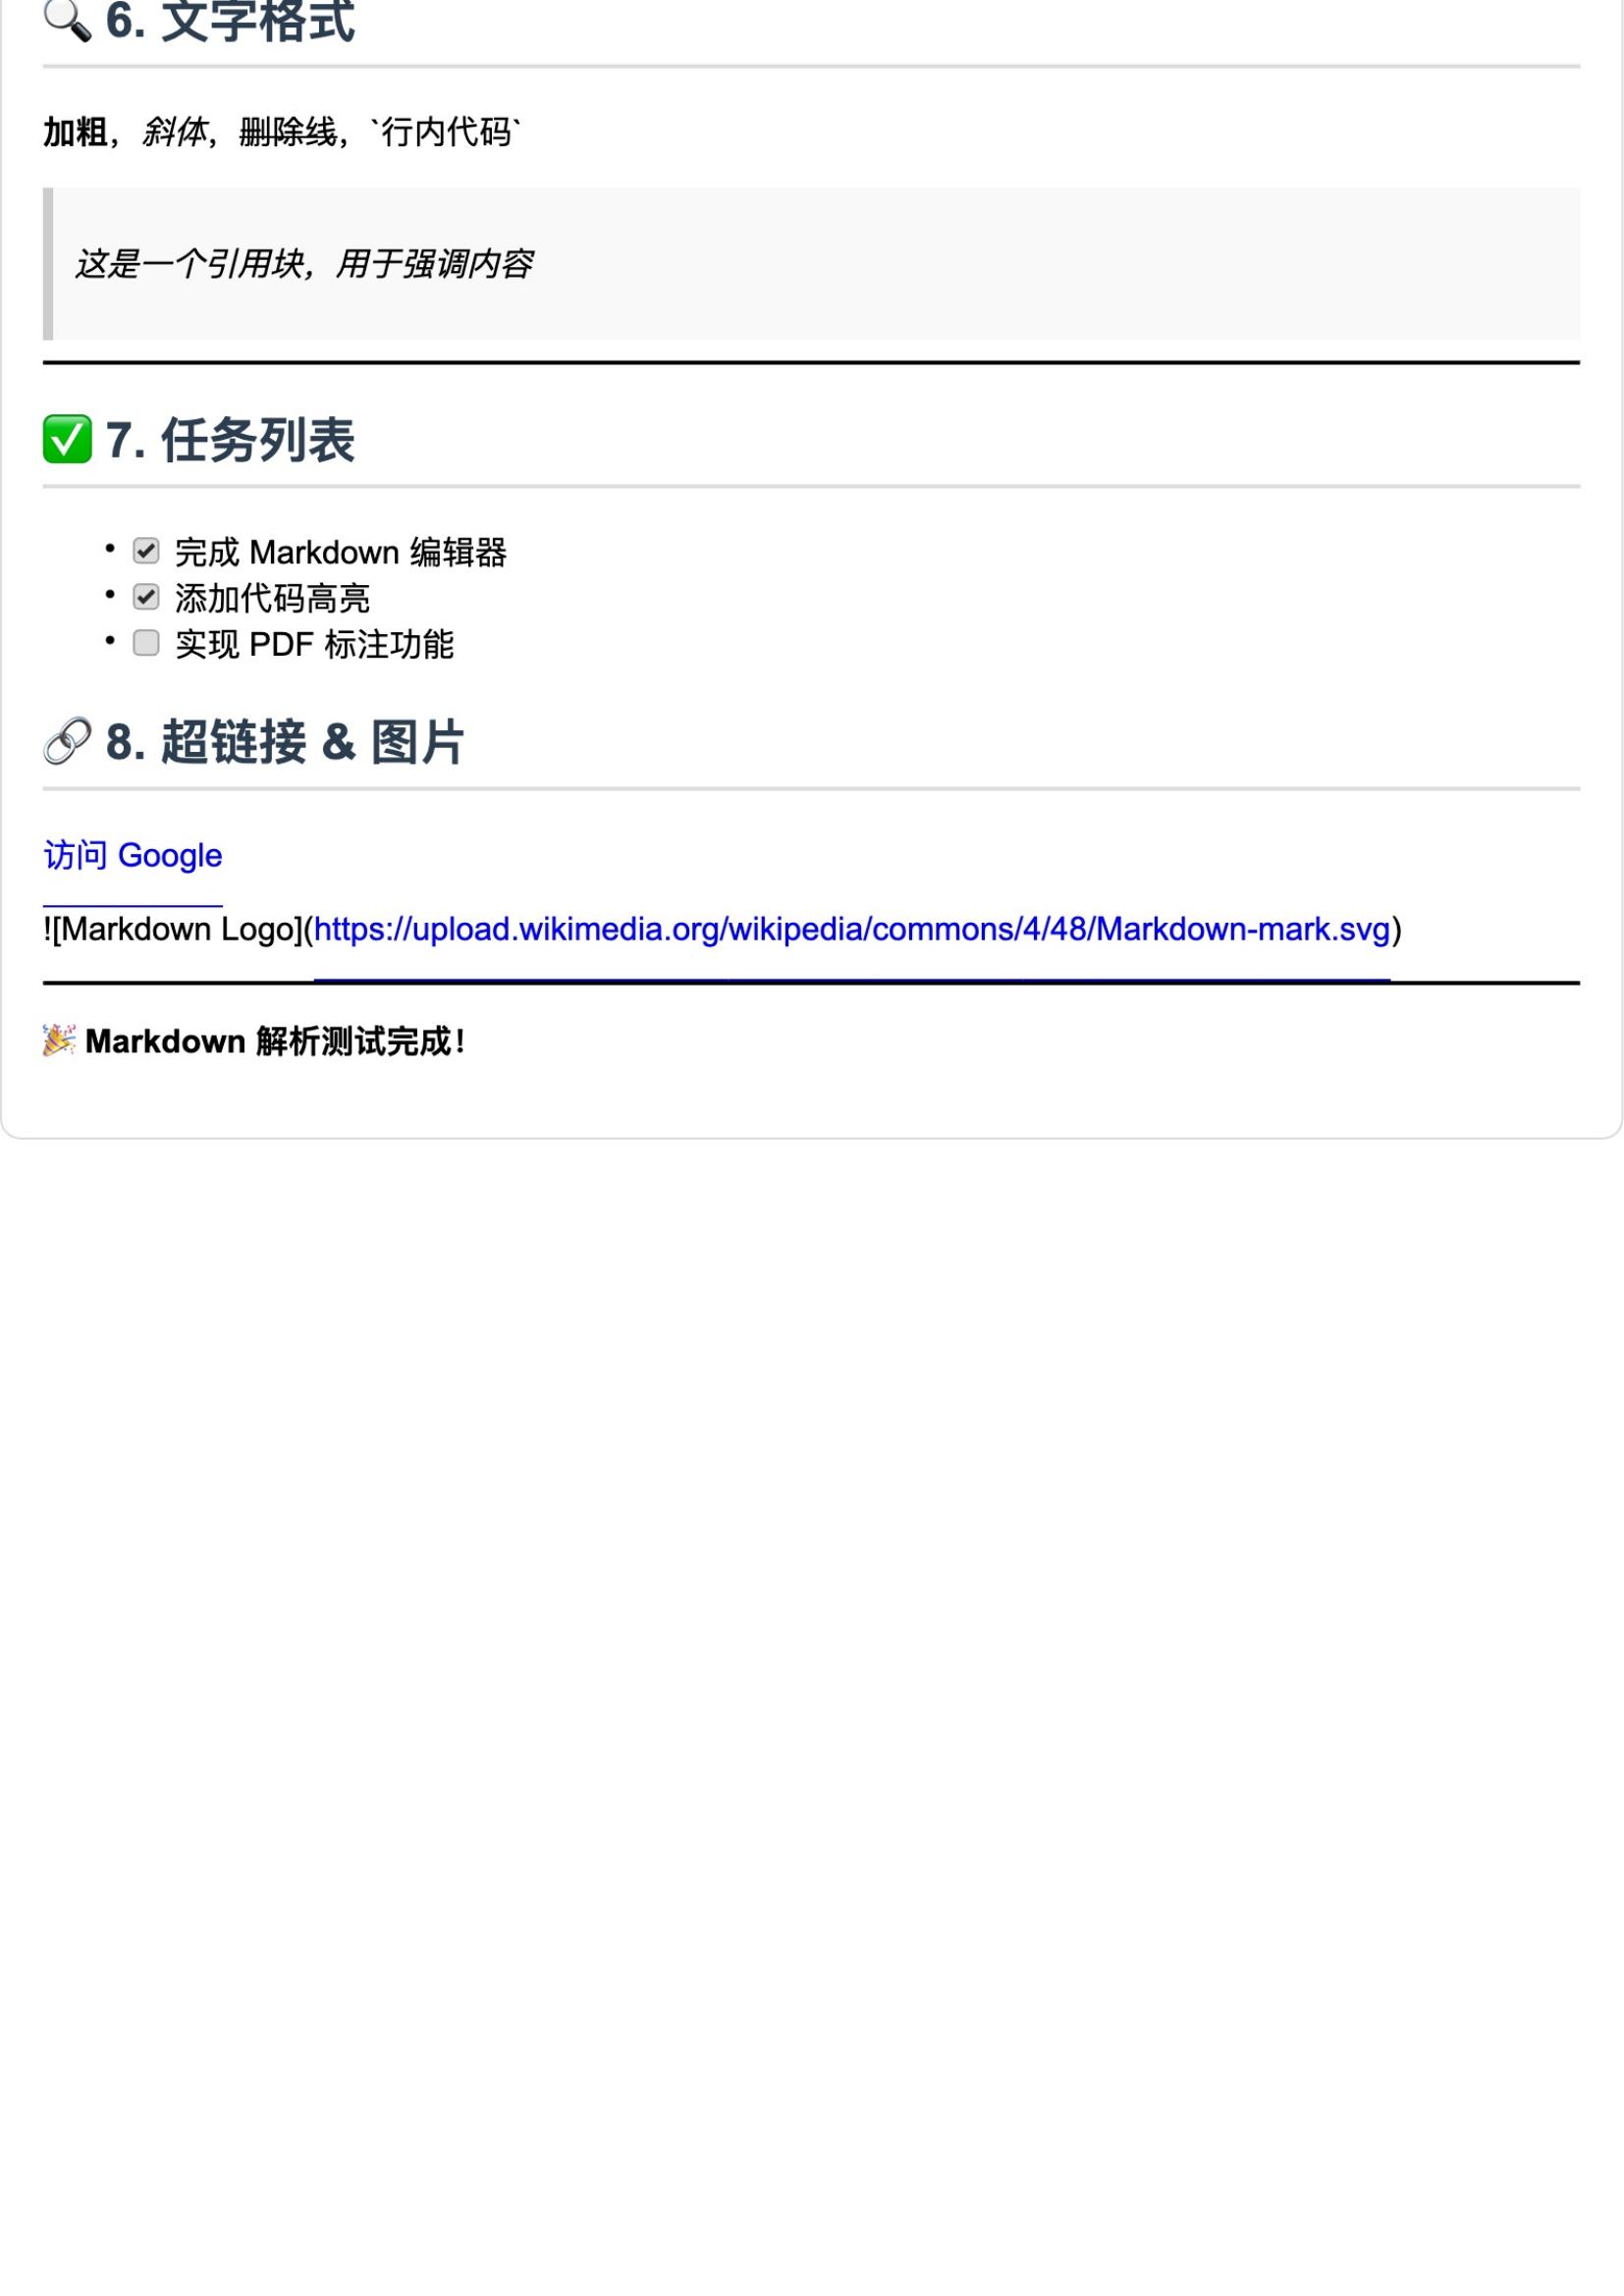 🔍 6. 文字格式
加粗，斜体，删除线，`行内代码`
这是一个引用块，用于强调内容
✅ 7. 任务列表
完成 Markdown 编辑器
添加代码高亮
实现 PDF 标注功能
🔗 8. 超链接 & 图片
访问 Google
![Markdown Logo](https://upload.wikimedia.org/wikipedia/commons/4/48/Markdown-mark.svg)
🎉 Markdown 解析测试完成！